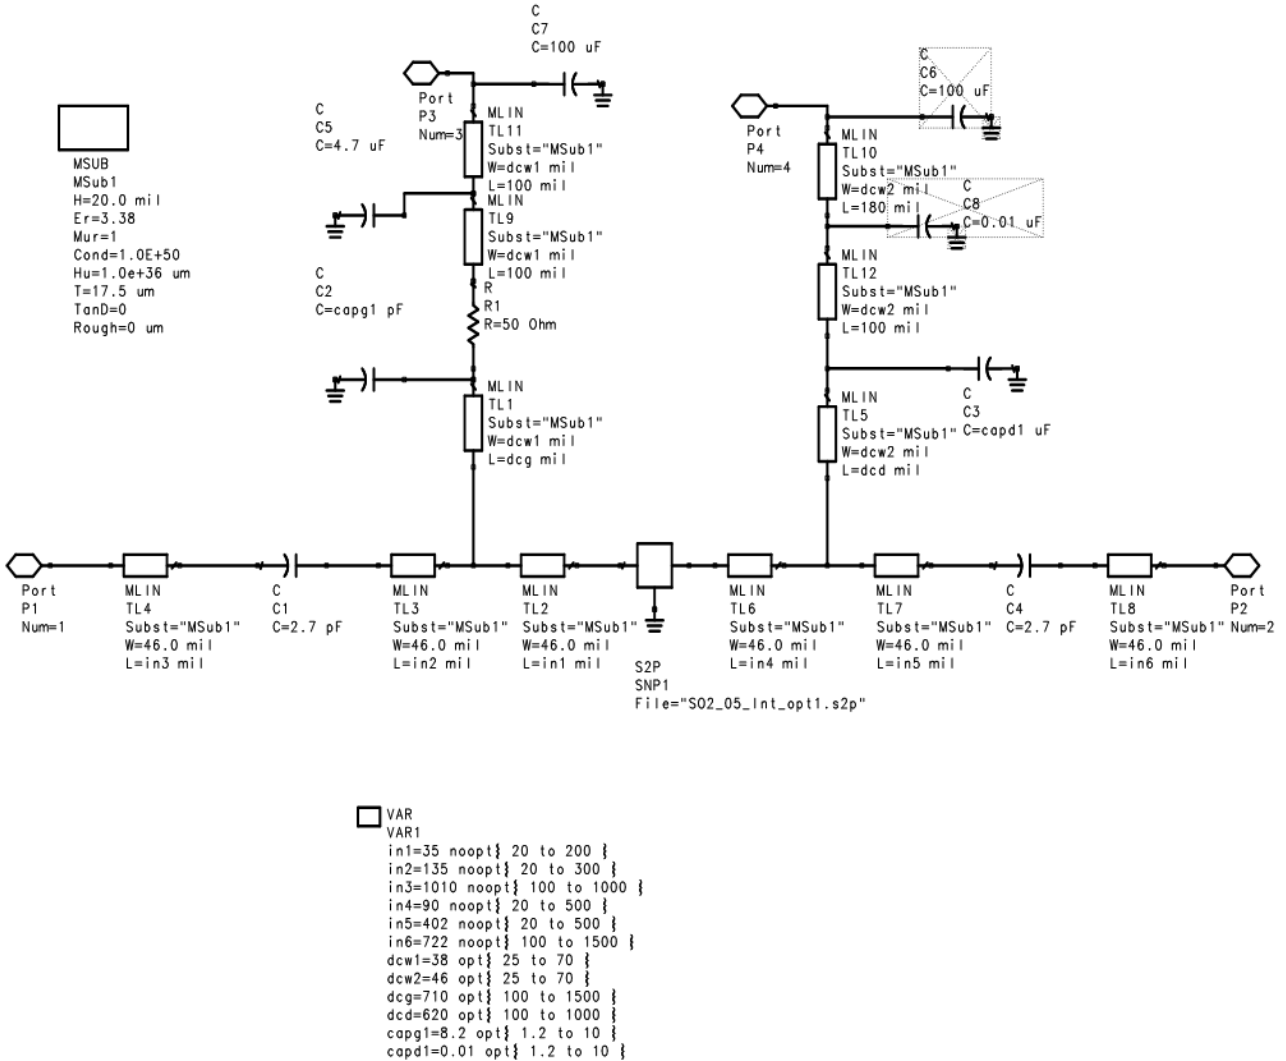 C
C7
C=100 uF
Port
P3
Num=3
C
C5
C=4.7 uF
MLIN
TL11
Subst="MSub1"
W=dcw1 mil
L=100 mil
MSUB
MSub1
H=20.0 mil
Er=3.38
Mur=1
Cond=1.0E+50
Hu=1.0e+36 um
T=17.5 um
TanD=0
Rough=0 um
MLIN
TL9
Subst="MSub1"
W=dcw1 mil
L=100 mil
C
C2
C=capg1 pF
R
R1
R=50 Ohm
MLIN
TL1
Subst="MSub1"
W=dcw1 mil
L=dcg mil
C
C6
C=100 uF
Port
P4
Num=4
MLIN
TL10
Subst="MSub1"
W=dcw2 mil
L=180 mil
C
C8
C=0.01 uF
MLIN
TL12
Subst="MSub1"
W=dcw2 mil
L=100 mil
MLIN
TL5
Subst="MSub1"
W=dcw2 mil
L=dcd mil
C
C3
C=capd1 uF
Port
P1
Num=1
MLIN
TL4
Subst="MSub1"
W=46.0 mil
L=in3 mil
C
C1
C=2.7 pF
MLIN
TL3
Subst="MSub1"
W=46.0 mil
L=in2 mil
MLIN
TL2
Subst="MSub1"
W=46.0 mil
L=in1 mil
S2P
SNP1
File="S02_05_Int_opt1.s2p"
MLIN
TL6
Subst="MSub1"
W=46.0 mil
L=in4 mil
MLIN
TL7
Subst="MSub1"
W=46.0 mil
L=in5 mil
C
C4
C=2.7 pF
MLIN
TL8
Subst="MSub1"
W=46.0 mil
L=in6 mil
Port
P2
Num=2
VAR
VAR1
in1=35 noopt{ 20 to 200 }
in2=135 noopt{ 20 to 300 }
in3=1010 noopt{ 100 to 1000 }
in4=90 noopt{ 20 to 500 }
in5=402 noopt{ 20 to 500 }
in6=722 noopt{ 100 to 1500 }
dcw1=38 opt{ 25 to 70 }
dcw2=46 opt{ 25 to 70 }
dcg=710 opt{ 100 to 1500 }
dcd=620 opt{ 100 to 1000 }
capg1=8.2 opt{ 1.2 to 10 }
capd1=0.01 opt{ 1.2 to 10 }